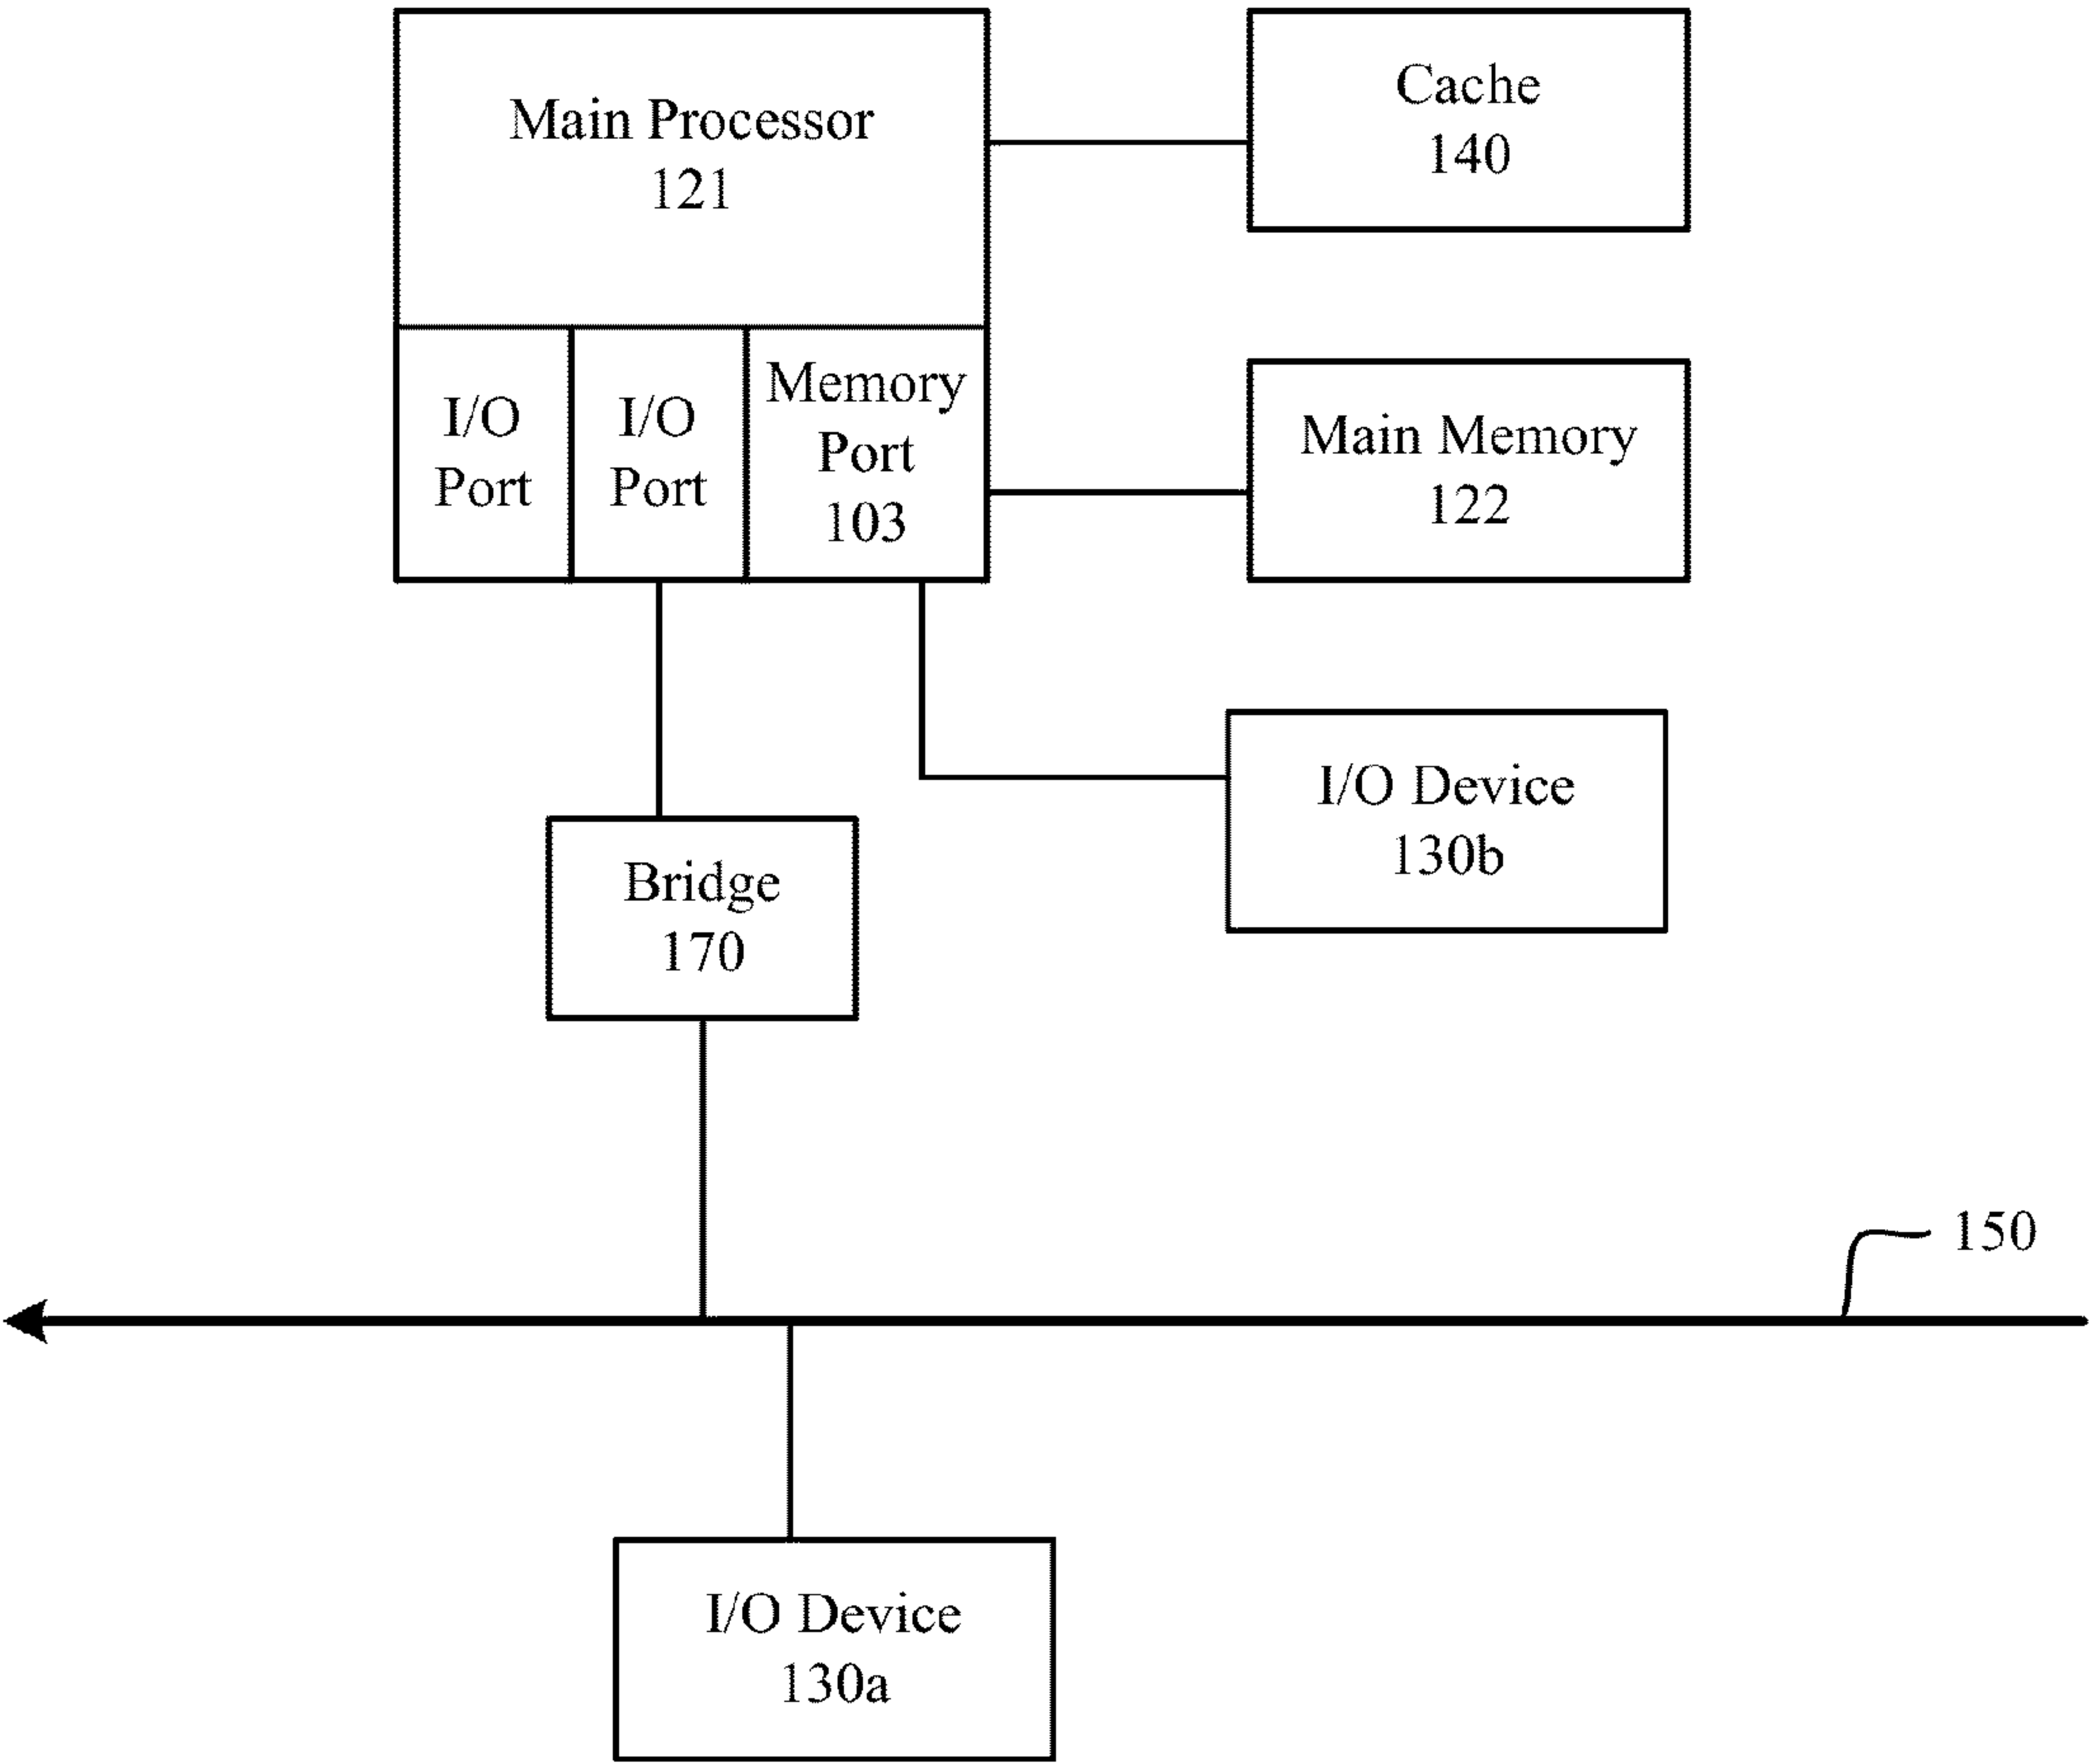 Main Processor
121
Cache
140
I/O
Port
I/O
Port
Memory
Port
103
Main Memory
122
I/O Device
130b
Bridge
170
150
I/O Device
130a